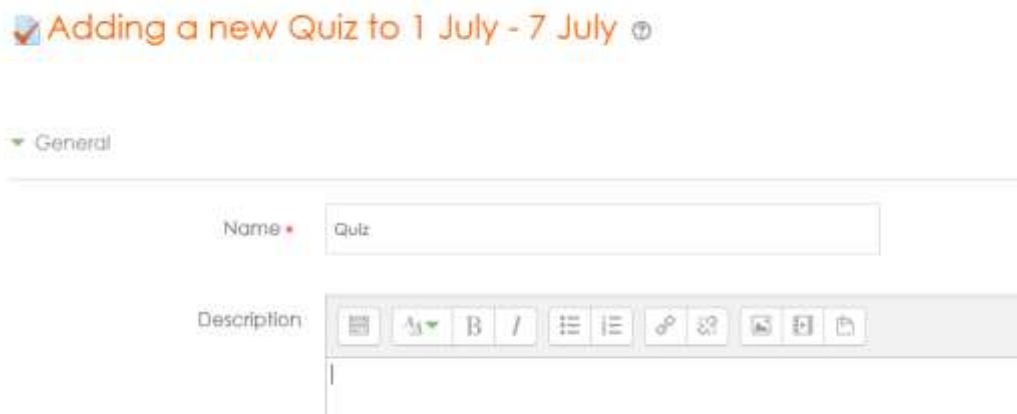 Adding a new Quiz to 1 July - 7 July
General
Name
Quiz
Description